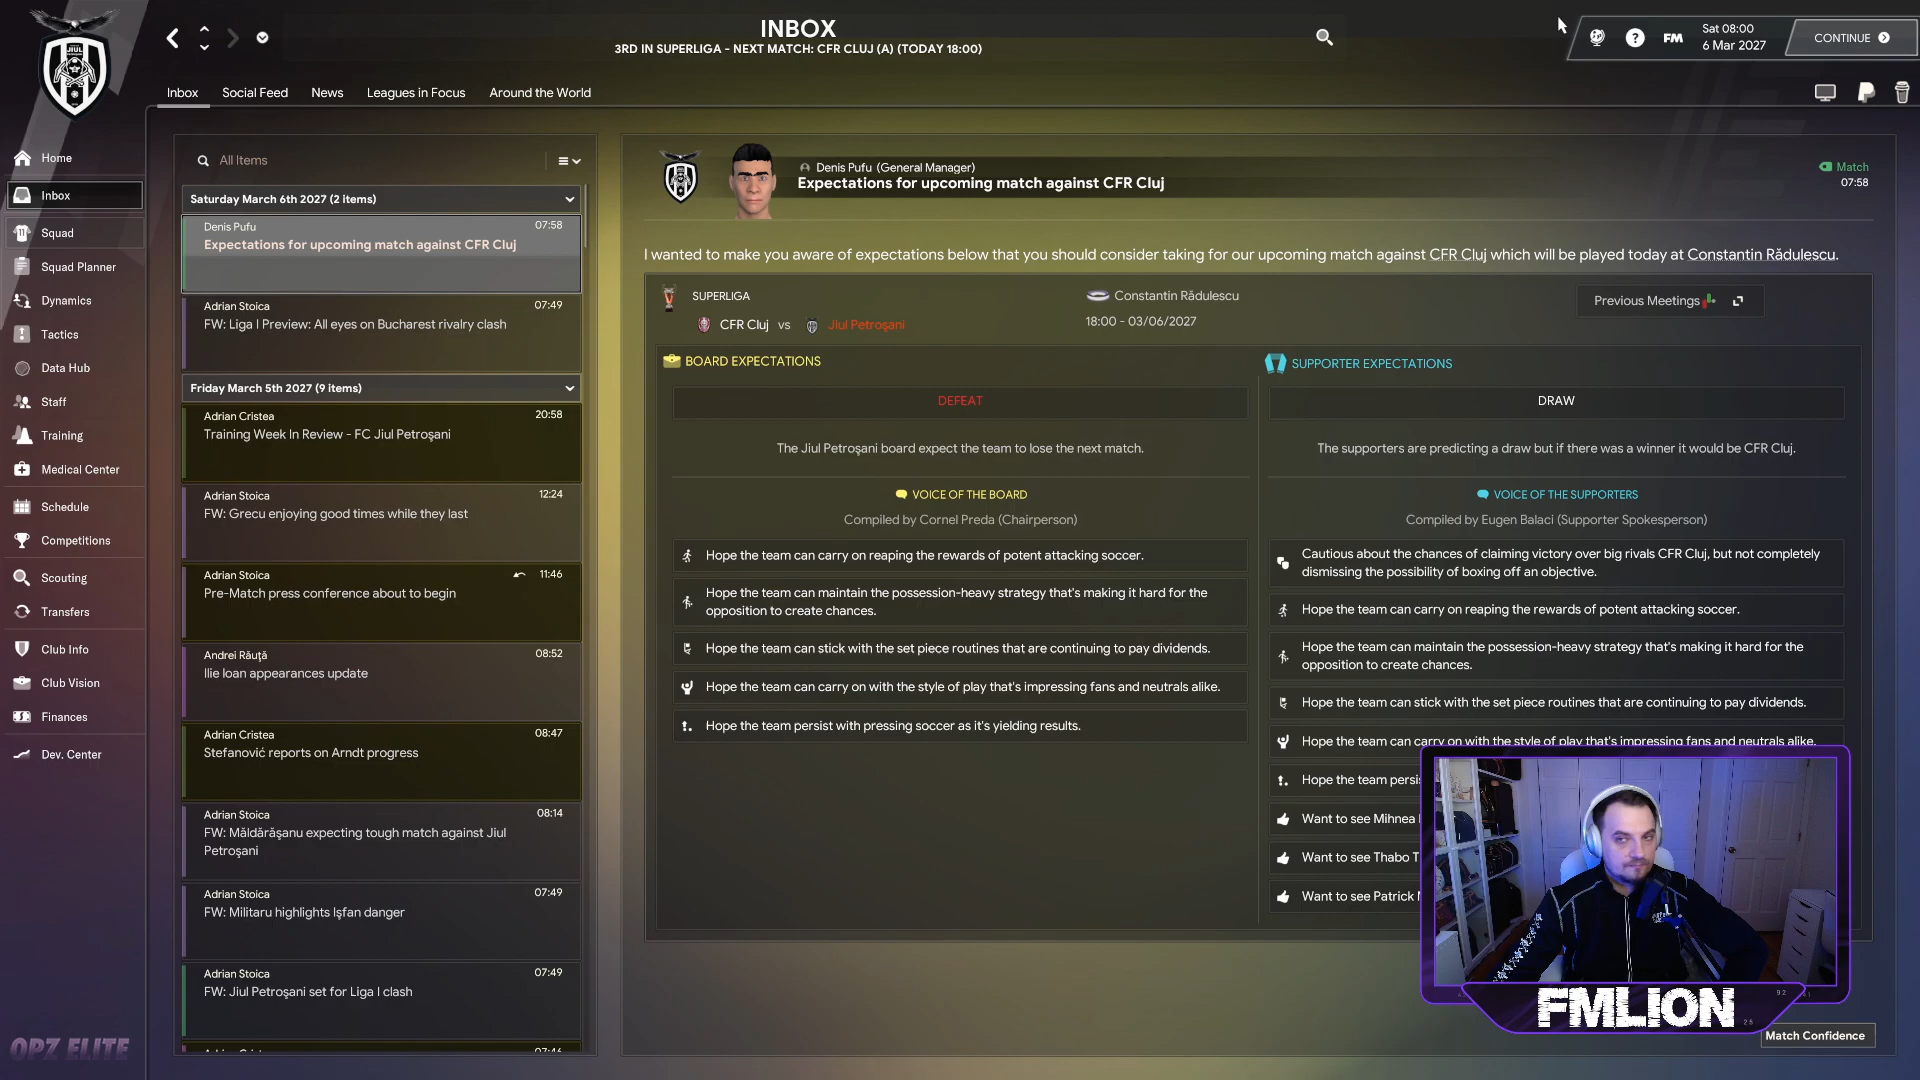 INBOX
3RD IN SUPERLIGA - NEXT MATCH: CFR CLUJ (A) (TODAY 18:00)
FM
Sat 08:00
6 Mar 2027
CONTINUE
Inbox
Social Feed
News
Leagues in Focus
Around the World
Home
Inbox
Squad
Squad Planner
Dynamics
Tactics
Data Hub
Staff
Training
Medical Center
Schedule
Competitions
Scouting
Transfers
Club Info
Club Vision
Finances
Dev. Center
OPZ ELITE
All Items
Saturday March 6th 2027 (2 items)
Denis Pufu 07:58
Expectations for upcoming match against CFR Cluj
Adrian Stoica 07:49
FW: Liga I Preview: All eyes on Bucharest rivalry clash
Friday March 5th 2027 (9 items)
Adrian Cristea 20:58
Training Week In Review - FC Jiul Petroşani
Adrian Stoica 12:24
FW: Grecu enjoying good times while they last
Adrian Stoica 11:46
Pre-Match press conference about to begin
Andrei Răuţă 08:52
Ilie loan appearances update
Adrian Cristea 08:47
Stefanović reports on Arndt progress
Adrian Stoica 08:14
FW: Măldărăşanu expecting tough match against Jiul
Petroşani
Adrian Stoica 07:49
FW: Militaru highlights Işfan danger
Adrian Stoica 07:49
FW: Jiul Petroşani set for Liga I clash
Denis Pufu (General Manager)
Expectations for upcoming match against CFR Cluj
Match
07:58
I wanted to make you aware of expectations below that you should consider taking for our upcoming match against CFR Cluj which will be played today at Constantin Rădulescu.
SUPERLIGA
CFR Cluj vs Jiul Petroşani
Constantin Rădulescu
18:00 - 03/06/2027
Previous Meetings
BOARD EXPECTATIONS
DEFEAT
The Jiul Petroşani board expect the team to lose the next match.
VOICE OF THE BOARD
Compiled by Cornel Preda (Chairperson)
Hope the team can carry on reaping the rewards of potent attacking soccer.
Hope the team can maintain the possession-heavy strategy that's making it hard for the
opposition to create chances.
Hope the team can stick with the set piece routines that are continuing to pay dividends.
Hope the team can carry on with the style of play that's impressing fans and neutrals alike.
Hope the team persist with pressing soccer as it's yielding results.
SUPPORTER EXPECTATIONS
DRAW
The supporters are predicting a draw but if there was a winner it would be CFR Cluj.
VOICE OF THE SUPPORTERS
Compiled by Eugen Balaci (Supporter Spokesperson)
Cautious about the chances of claiming victory over big rivals CFR Cluj, but not completely
dismissing the possibility of boxing off an objective.
Hope the team can carry on reaping the rewards of potent attacking soccer.
Hope the team can maintain the possession-heavy strategy that's making it hard for the
opposition to create chances.
Hope the team can stick with the set piece routines that are continuing to pay dividends.
Hope the team can carry on with the style of play that's impressing fans and neutrals alike.
Hope the team persis
Want to see Mihnea
Want to see Thabo T
Want to see Patrick
FMLION
Match Confidence